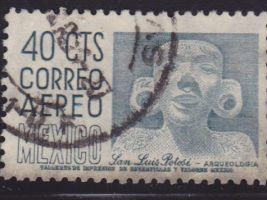 40 CTS
CORREO
AEREO
MEXICO
San Luis Potosí - ARQUEOLOGIA
TALLERES DE IMPRESION DE ESTAMPILLAS Y VALORES MEXICO